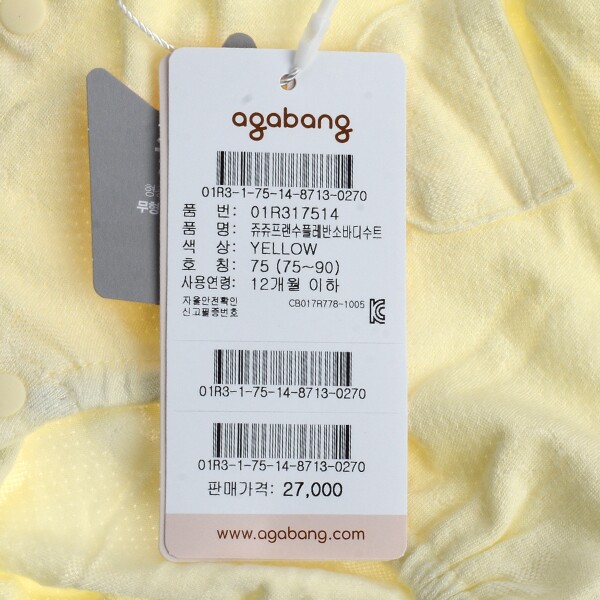 agabang
01R3-1-75-14-8713-0270
품 번: 01R317514
품 명: 쥬쥬프랜수플레반소바디수트
색 상: YELLOW
호 칭: 75 (75~90)
사용연령: 12개월 이하
자율안전확인
신고필증번호 CB017R778-1005
01R3-1-75-14-8713-0270
01R3-1-75-14-8713-0270
판매가격: 27,000
www.agabang.com
형
무형